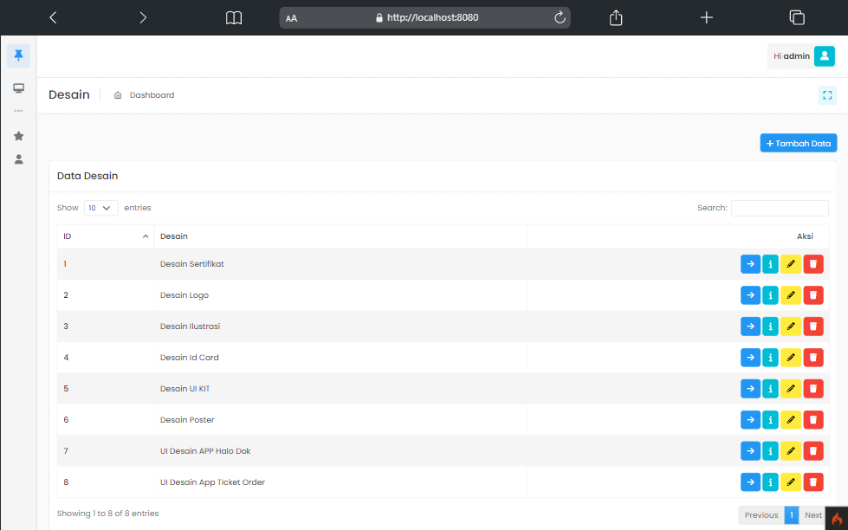 AA http://localhost:8080
Hi admin
Desain Dashboard
+ Tambah Data
Data Desain
Show 10 entries Search:
ID Desain Aksi
1 Desain Sertifikat
2 Desain Logo
3 Desain Ilustrasi
4 Desain Id Card
5 Desain UI KIT
6 Desain Poster
7 UI Desain APP Halo Dok
8 UI Desain App Ticket Order
Showing 1 to 8 of 8 entries Previous 1 Next